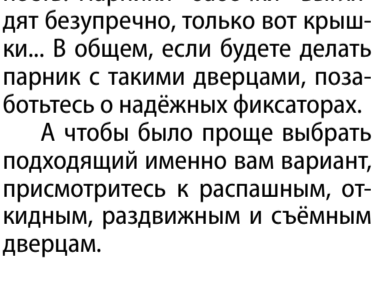 дят безупречно, только вот крыш-
ки... В общем, если будете делать
парник с такими дверцами, поза-
ботьтесь о надёжных фиксаторах.
А чтобы было проще выбрать
подходящий именно вам вариант,
присмотритесь к распашным, от-
кидным, раздвижным и съёмным
дверцам.